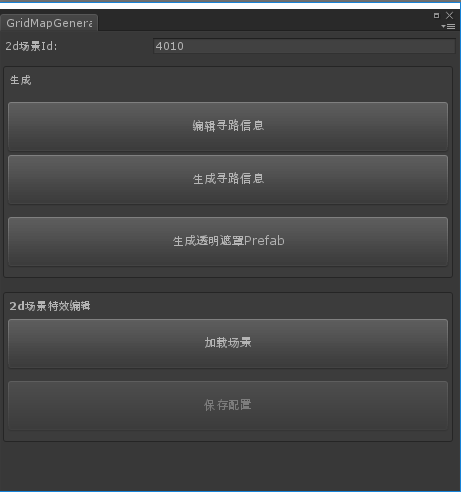 GridMapGenera
2d场景Id:
4010
生成
编辑寻路信息
生成寻路信息
生成透明遮罩Prefab
2d场景特效编辑
加载场景
保存配置